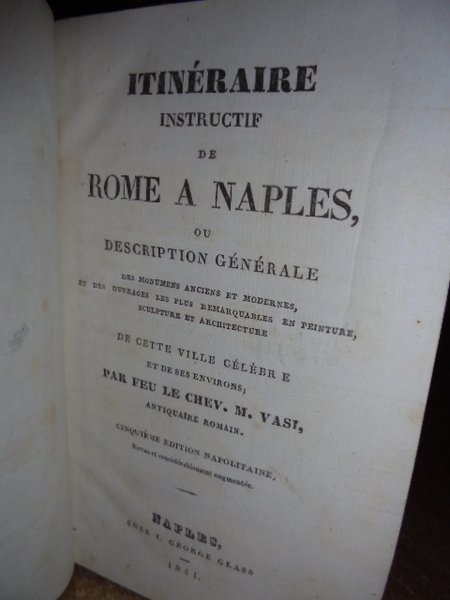 ITINÉRAIRE
INSTRUCTIF
DE
ROME A NAPLES,
OU
DESCRIPTION GÉNÉRALE
DES MONUMENS ANCIENS ET MODERNES,
ET DES OUVRAGES LES PLUS REMARQUABLES EN PEINTURE,
SCULPTURE ET ARCHITECTURE
DE CETTE VILLE CÉLÈBRE
ET DE SES ENVIRONS;
PAR FEU LE CHEV. M. VASI,
ANTIQUAIRE ROMAIN.
CINQUIÈME EDITION NAPOLITAINE,
Revue et considérablement augmentée.
NAPLES,
CHEZ J. GEORGE GLASS
1841.